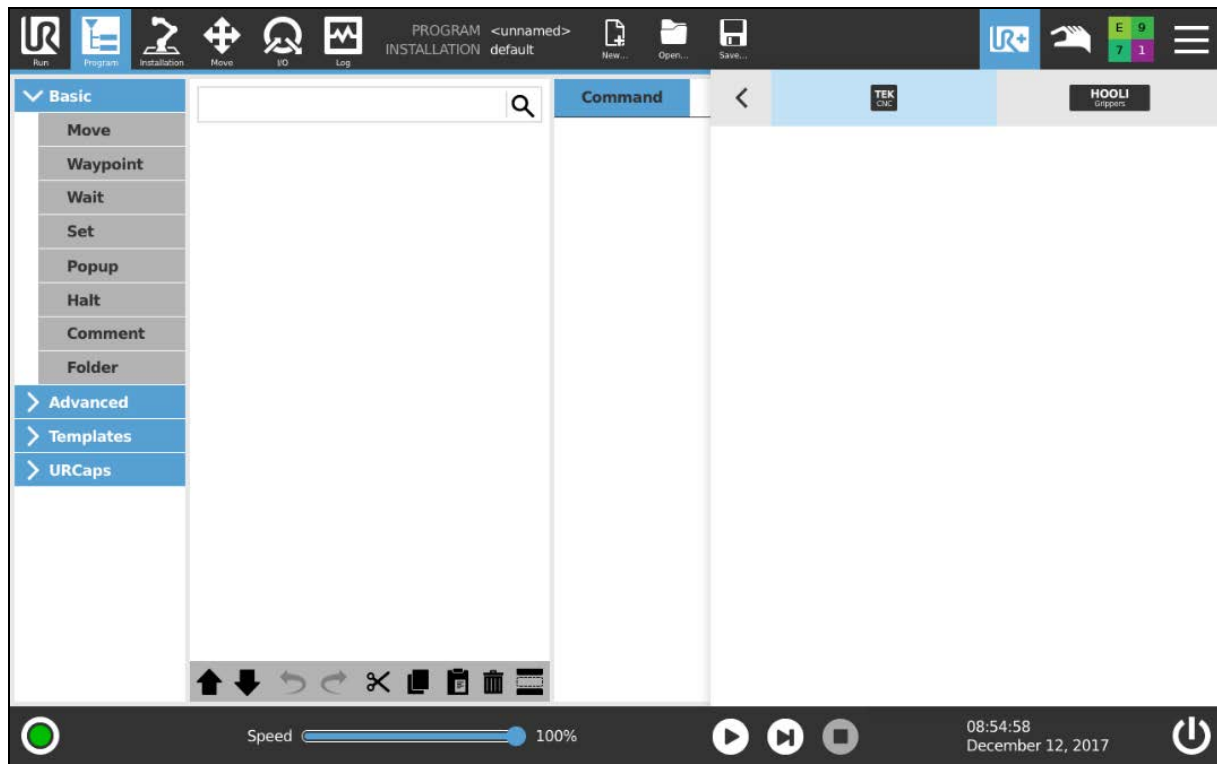 UR
Run
Program
Installation
Move
I/O
Log
PROGRAM <unnamed>
INSTALLATION default
New...
Open...
Save...
UR+
E 9
7 1
Basic
Move
Waypoint
Wait
Set
Popup
Halt
Comment
Folder
Advanced
Templates
URCaps
Command
TEK
CNC
HOOLI
Grippers
Speed 100%
08:54:58
December 12, 2017